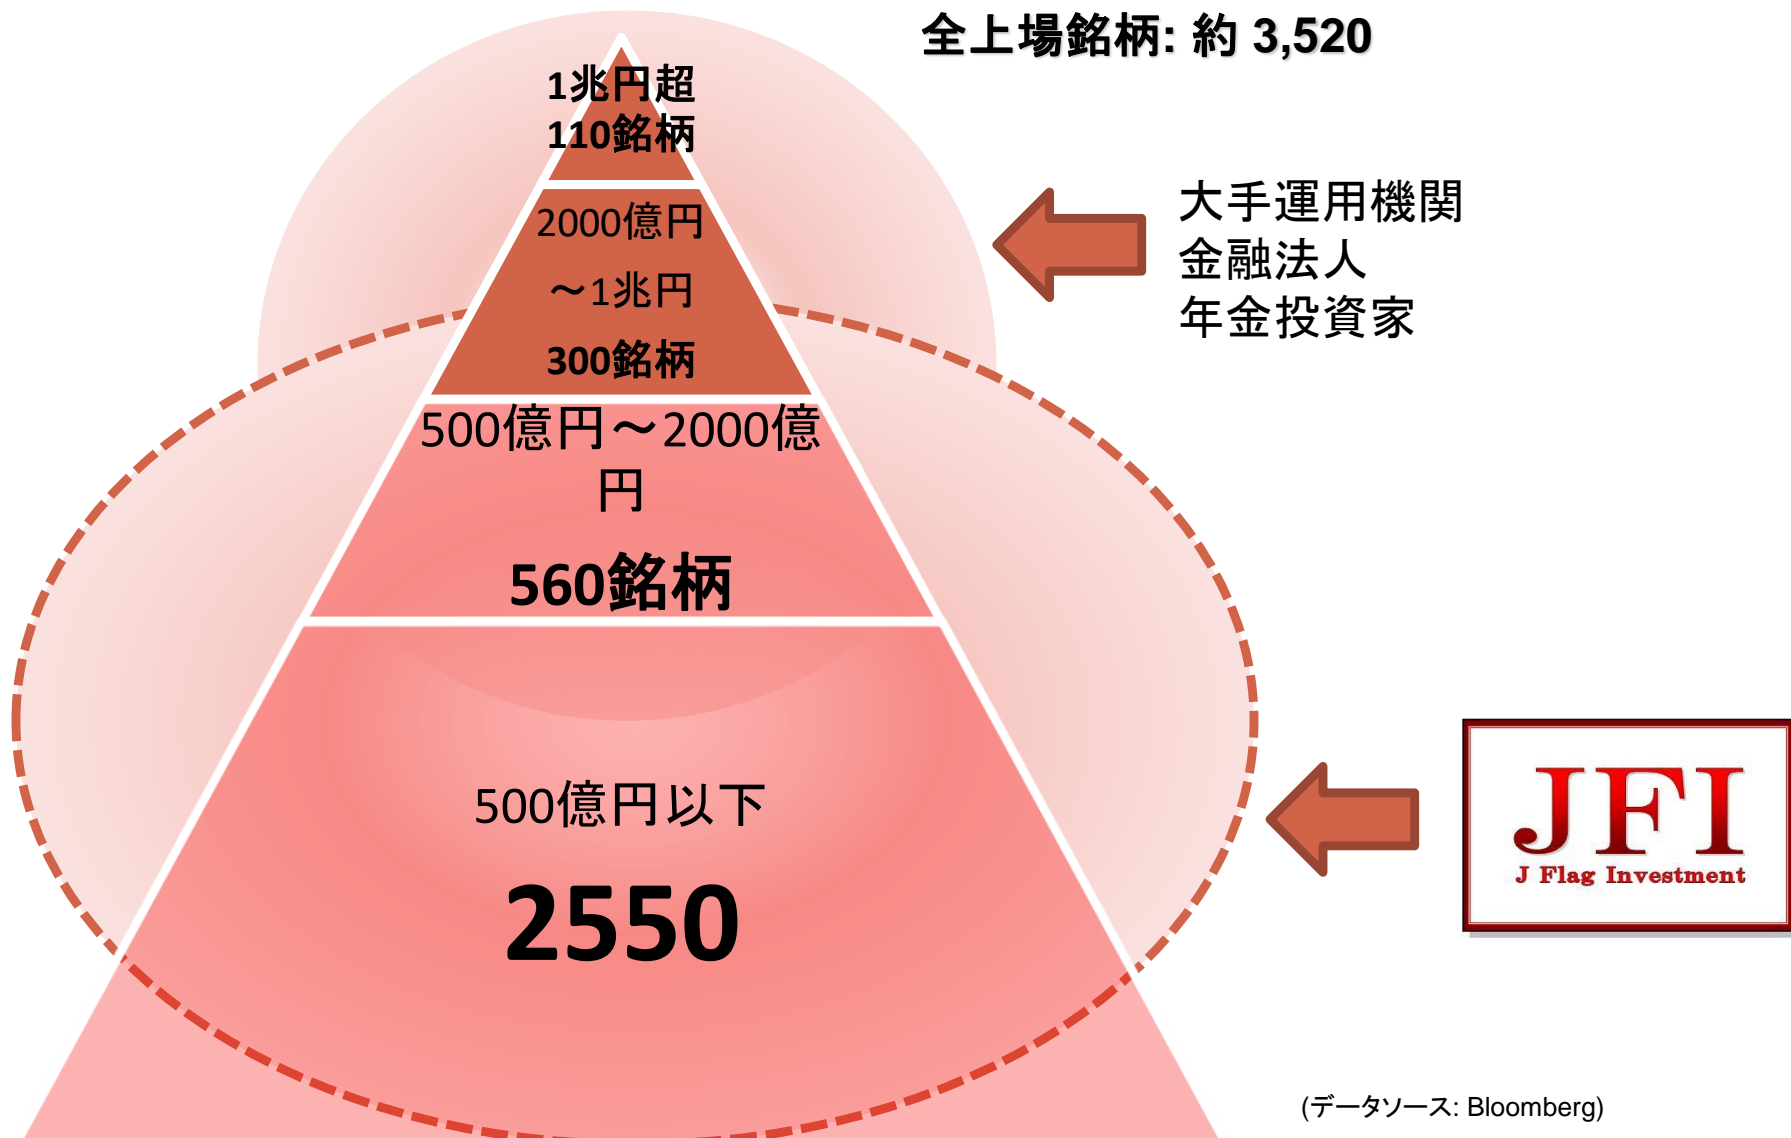 全上場銘柄: 約 3,520
1兆円超
110銘柄
2000億円
～1兆円
300銘柄
大手運用機関
金融法人
年金投資家
500億円～2000億
円
560銘柄
500億円以下
2550
JFI
J Flag Investment
(データソース: Bloomberg)